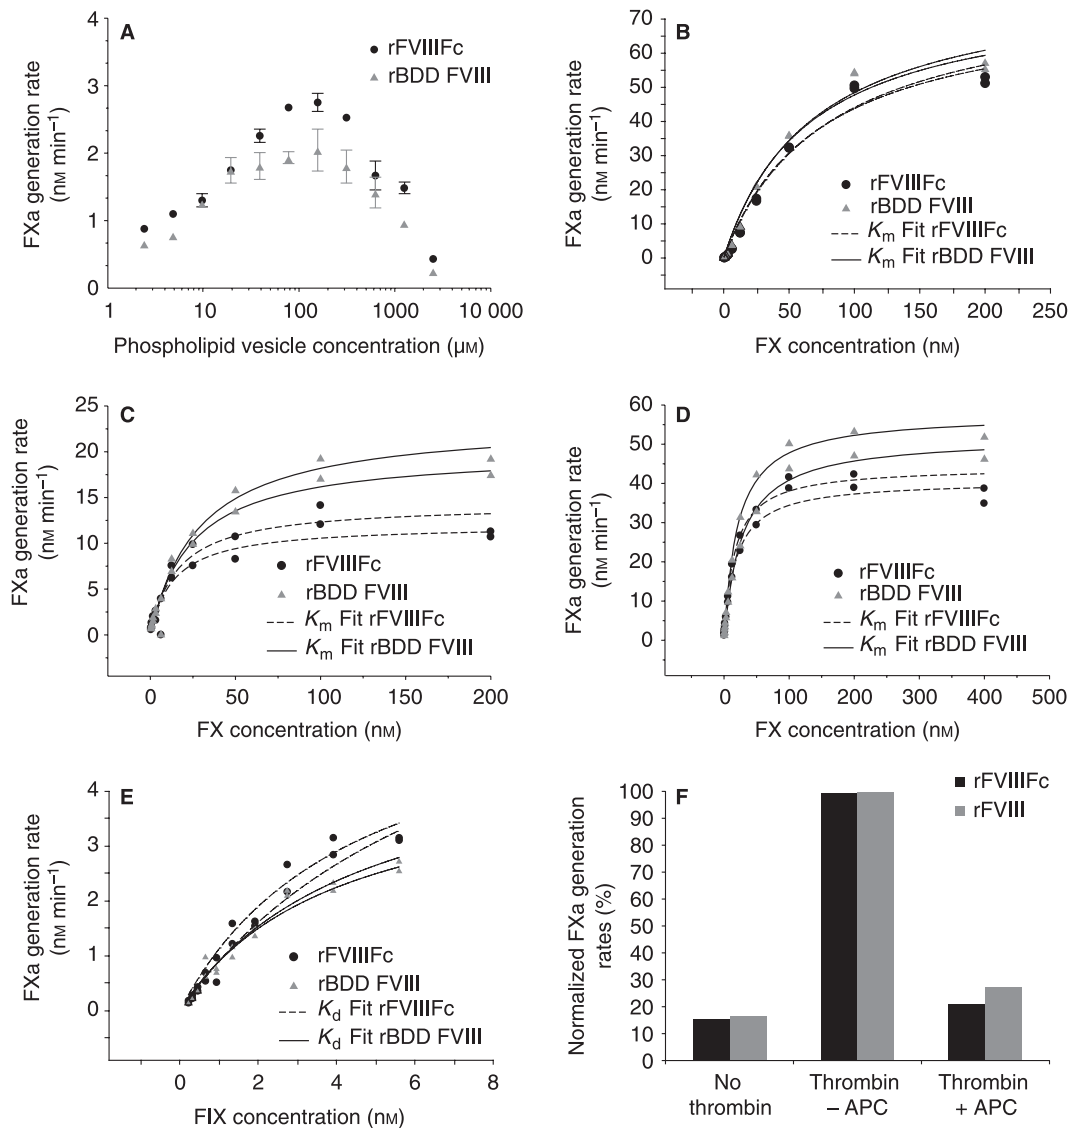 A
rFVIIIFc
rBDD FVIII
FXa generation rate
(nM min−1)
4
3
2
1
0
1
10
100
1000
10 000
Phospholipid vesicle concentration (μM)
B
FXa generation rate
(nM min−1)
70
60
50
40
30
20
10
0
rFVIIIFc
rBDD FVIII
Km Fit rFVIIIFc
Km Fit rBDD FVIII
0
50
100
150
200
250
FX concentration (nM)
C
FXa generation rate
(nM min−1)
25
20
15
10
5
0
rFVIIIFc
rBDD FVIII
Km Fit rFVIIIFc
Km Fit rBDD FVIII
0
50
100
150
200
FX concentration (nM)
D
FXa generation rate
(nM min−1)
60
50
40
30
20
10
0
rFVIIIFc
rBDD FVIII
Km Fit rFVIIIFc
Km Fit rBDD FVIII
0
100
200
300
400
500
FX concentration (nM)
E
FXa generation rate
(nM min−1)
4
3
2
1
0
rFVIIIFc
rBDD FVIII
Kd Fit rFVIIIFc
Kd Fit rBDD FVIII
0
2
4
6
8
FIX concentration (nM)
F
rFVIIIFc
rFVIII
Normalized FXa generation
rates (%)
100
90
80
70
60
50
40
30
20
10
0
No
thrombin
Thrombin
– APC
Thrombin
+ APC